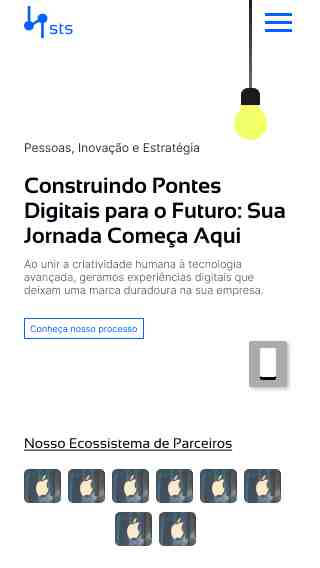 sts
Pessoas, Inovação e Estratégia
Construindo Pontes
Digitais para o Futuro: Sua
Jornada Começa Aqui
Ao unir a criatividade humana à tecnologia
avançada, geramos experiências digitais que
deixam uma marca duradoura na sua empresa.
Conheça nosso processo
Nosso Ecossistema de Parceiros